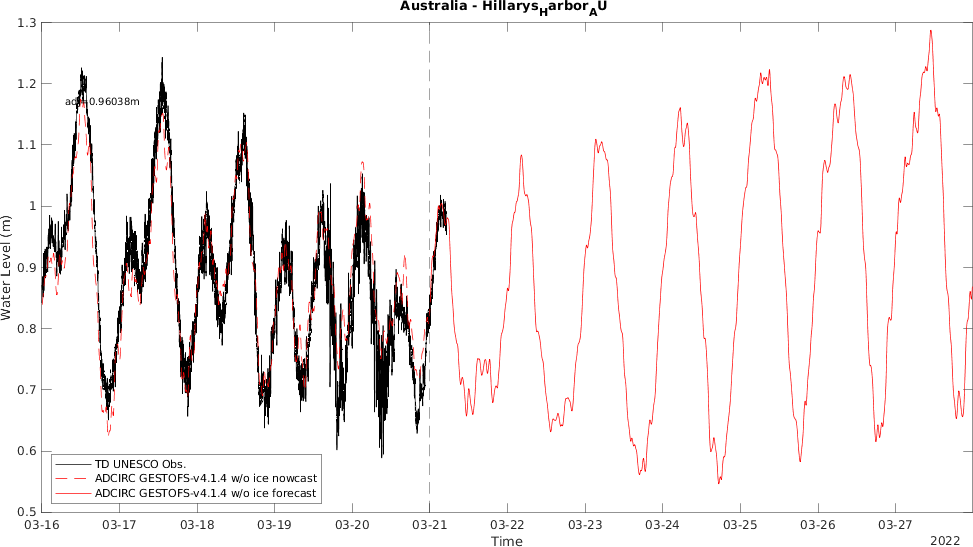 Australia - HillarysHarborAU
1.3
1.2
1.1
1
0.9
0.8
0.7
0.6
0.5
Water Level (m)
adj=0.96038m
TD UNESCO Obs.
ADCIRC GESTOFS-v4.1.4 w/o ice nowcast
ADCIRC GESTOFS-v4.1.4 w/o ice forecast
03-16 03-17 03-18 03-19 03-20 03-21 03-22 03-23 03-24 03-25 03-26 03-27
Time
2022